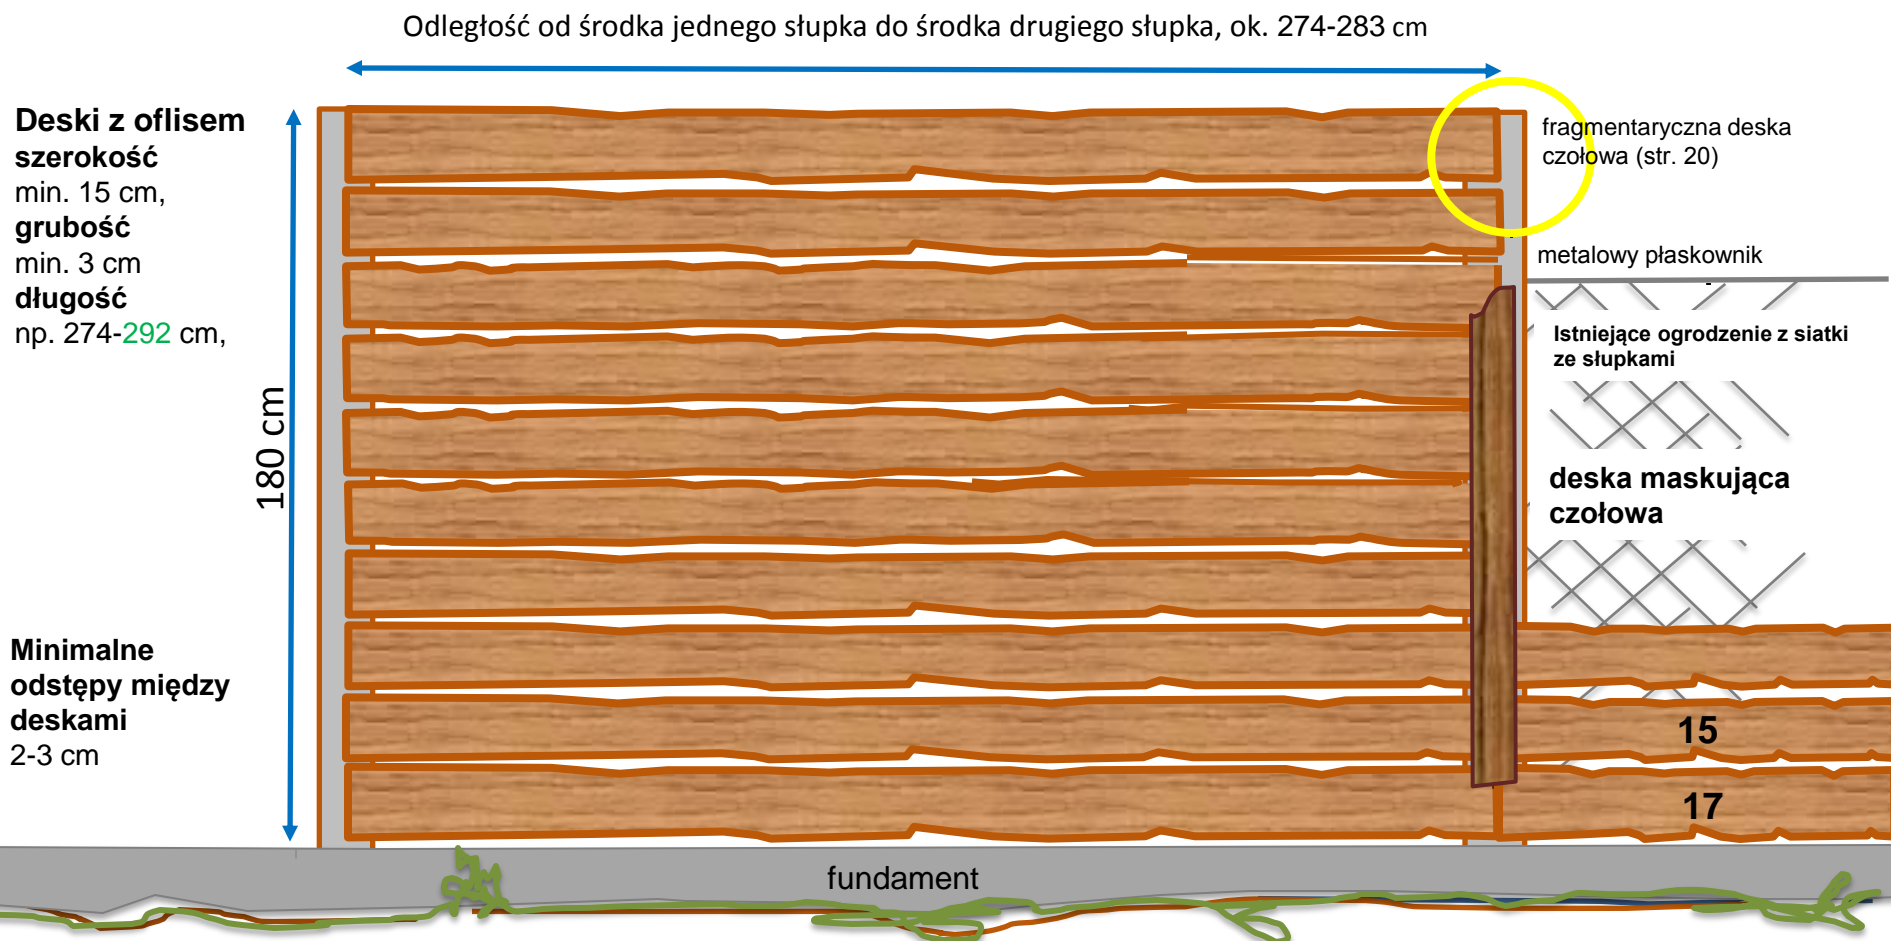 Odległość od środka jednego słupka do środka drugiego słupka, ok. 274-283 cm
Deski z oflisem
szerokość
min. 15 cm,
grubość
min. 3 cm
długość
np. 274-292 cm,
180 cm
Minimalne
odstępy między
deskami
2-3 cm
fragmentaryczna deska
czołowa (str. 20)
metalowy płaskownik
Istniejące ogrodzenie z siatki
ze słupkami
deska maskująca
czołowa
15
17
fundament